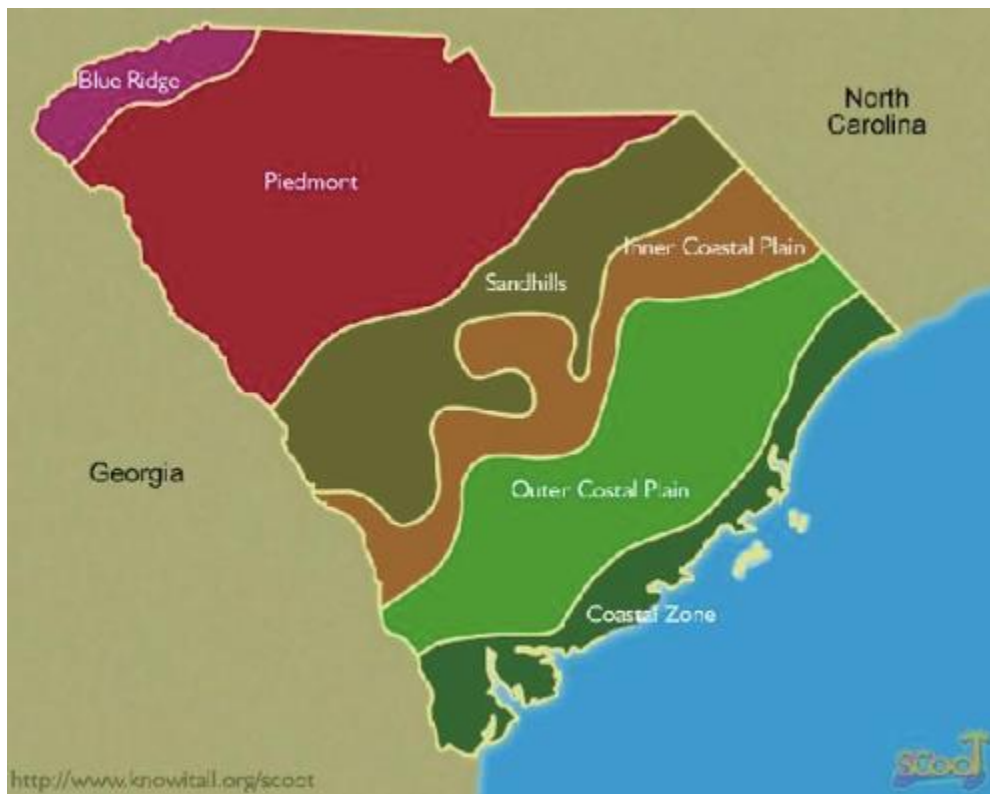 Blue Ridge
North
Carolina
Piedmont
Inner Coastal Plain
Sandhills
Georgia
Outer Costal Plain
Coastal Zone
http://www.knowitall.org/scoot
SCooT